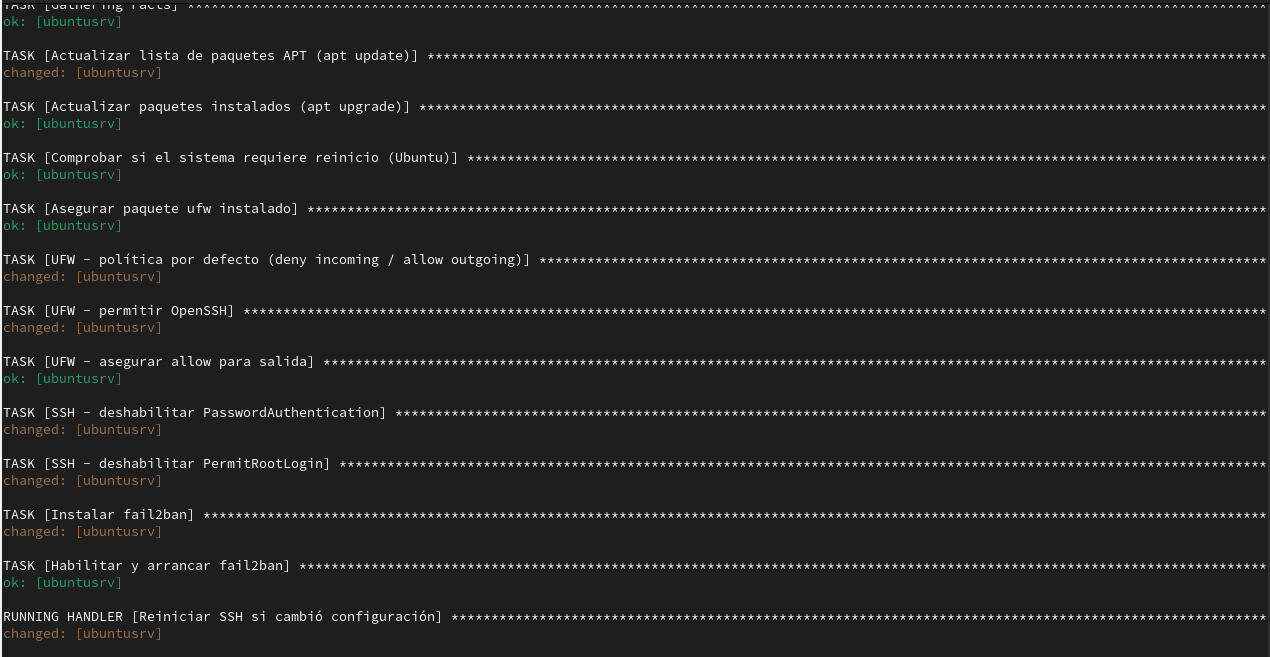 TASK [Gathering Facts] *********************************************************************************************************************************************
ok: [ubuntusrv]
TASK [Actualizar lista de paquetes APT (apt update)] *********************************************************************************************************
changed: [ubuntusrv]
TASK [Actualizar paquetes instalados (apt upgrade)] **********************************************************************************************************
ok: [ubuntusrv]
TASK [Comprobar si el sistema requiere reinicio (Ubuntu)] ****************************************************************************************************
ok: [ubuntusrv]
TASK [Asegurar paquete ufw instalado] ************************************************************************************************************************
ok: [ubuntusrv]
TASK [UFW - política por defecto (deny incoming / allow outgoing)] *******************************************************************************************
changed: [ubuntusrv]
TASK [UFW - permitir OpenSSH] ********************************************************************************************************************************
changed: [ubuntusrv]
TASK [UFW - asegurar allow para salida] **********************************************************************************************************************
ok: [ubuntusrv]
TASK [SSH - deshabilitar PasswordAuthentication] *************************************************************************************************************
changed: [ubuntusrv]
TASK [SSH - deshabilitar PermitRootLogin] ********************************************************************************************************************
changed: [ubuntusrv]
TASK [Instalar fail2ban] *************************************************************************************************************************************
changed: [ubuntusrv]
TASK [Habilitar y arrancar fail2ban] *************************************************************************************************************************
ok: [ubuntusrv]
RUNNING HANDLER [Reiniciar SSH si cambió configuración] ******************************************************************************************************
changed: [ubuntusrv]